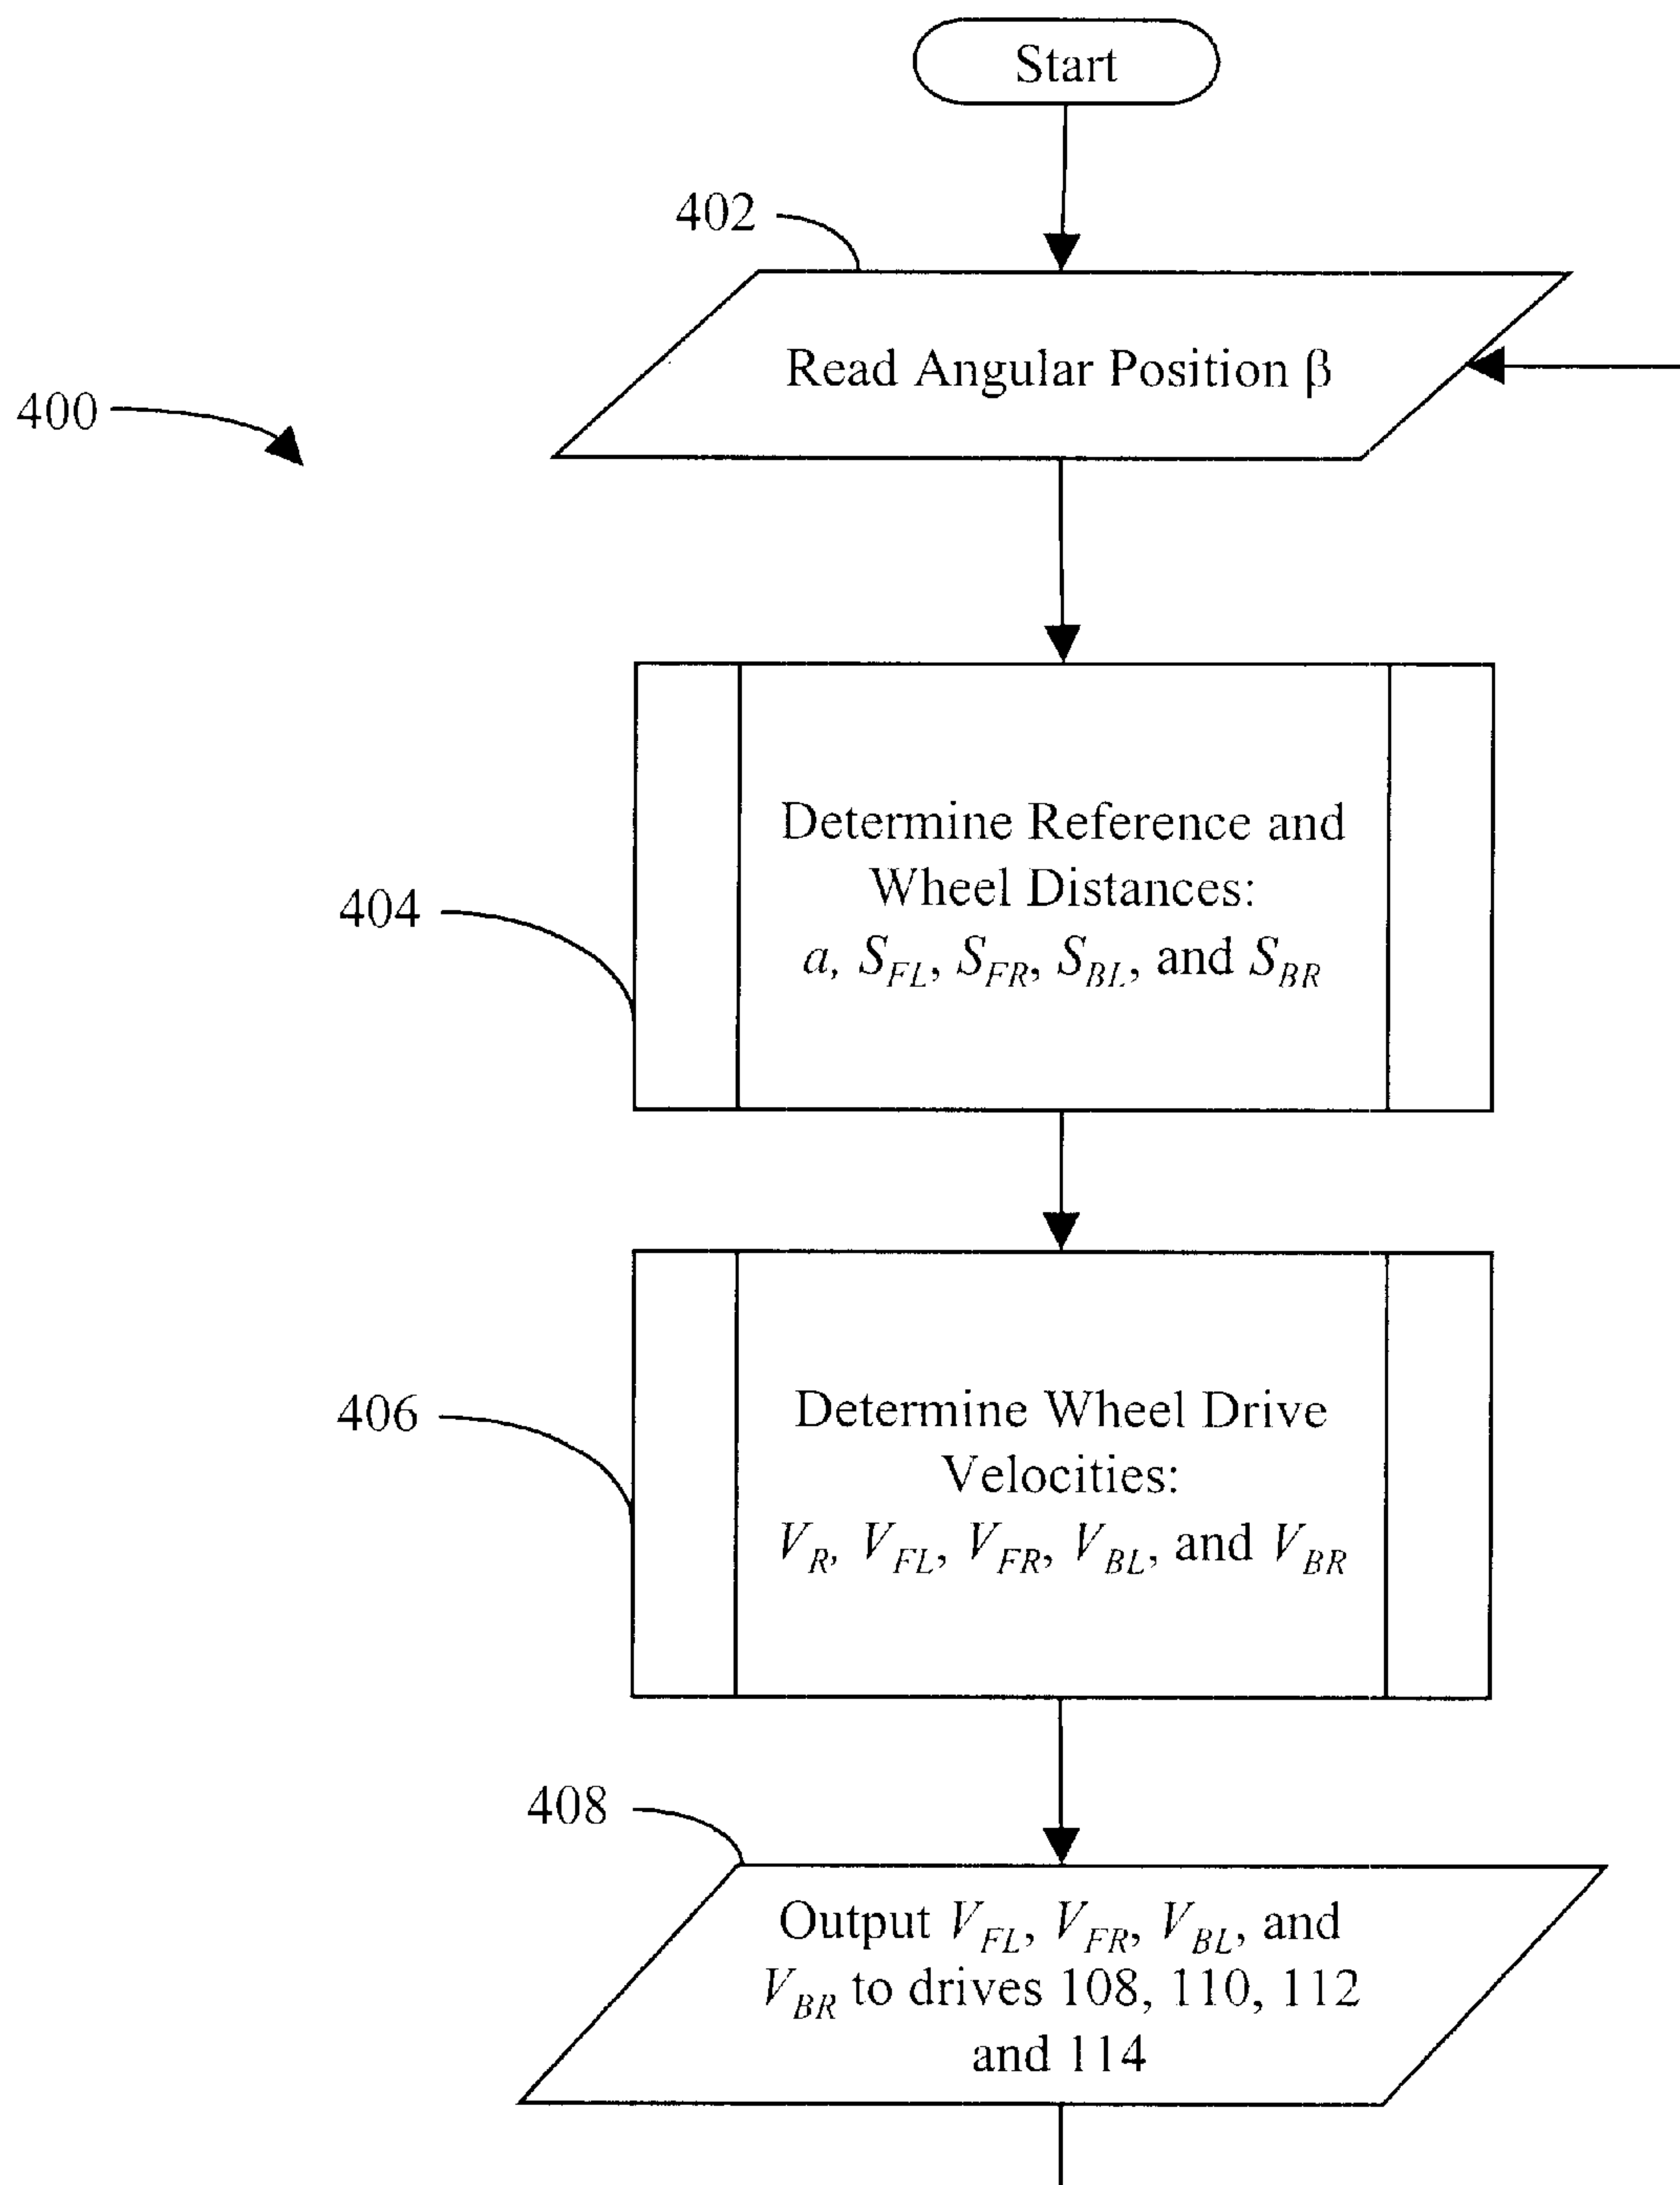 Start
402
Read Angular Position β
400
Determine Reference and
Wheel Distances:
a, S_FL, S_FR, S_BL, and S_BR
404
Determine Wheel Drive
Velocities:
V_R, V_FL, V_FR, V_BL, and V_BR
406
408
Output V_FL, V_FR, V_BL, and
V_BR to drives 108, 110, 112
and 114